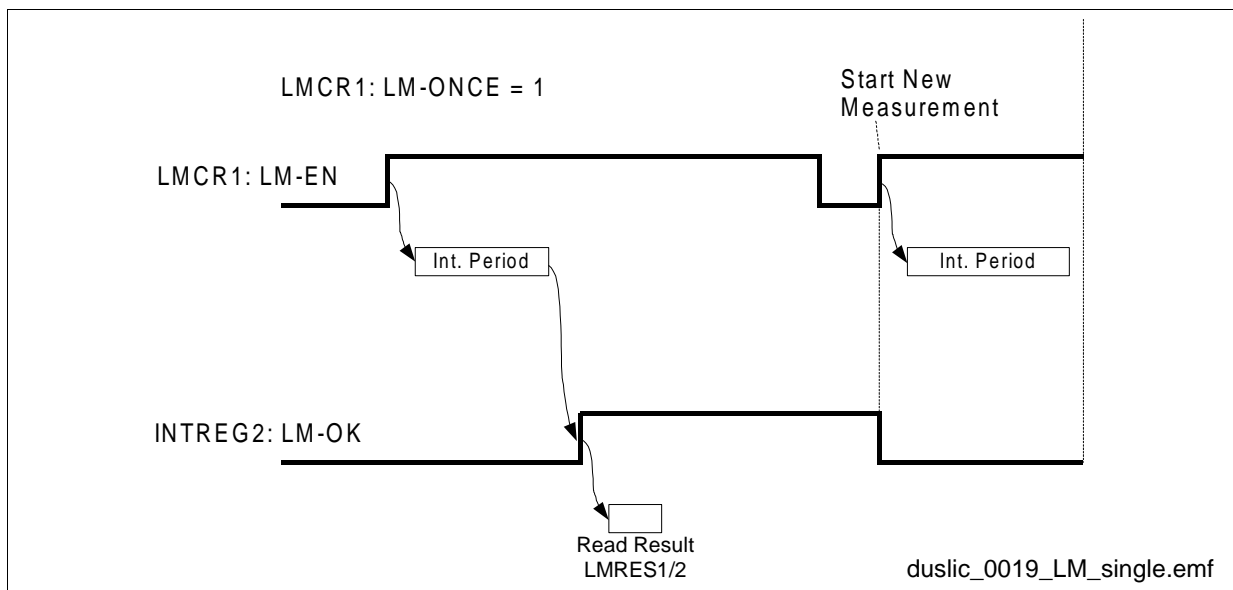 LMCR1: LM-ONCE = 1
Start New
Measurement
LMCR1: LM-EN
Int. Period
Int. Period
INTREG2: LM-OK
Read Result
LMRES1/2
duslic_0019_LM_single.emf